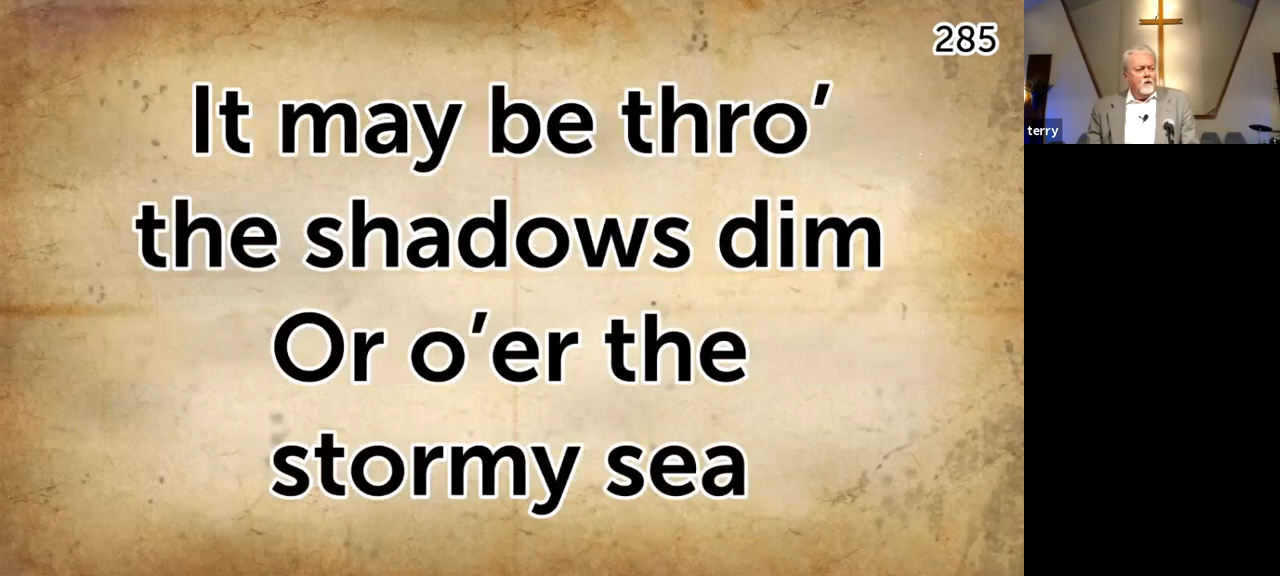 285
It may be thro’
the shadows dim
Or o’er the
stormy sea
terry